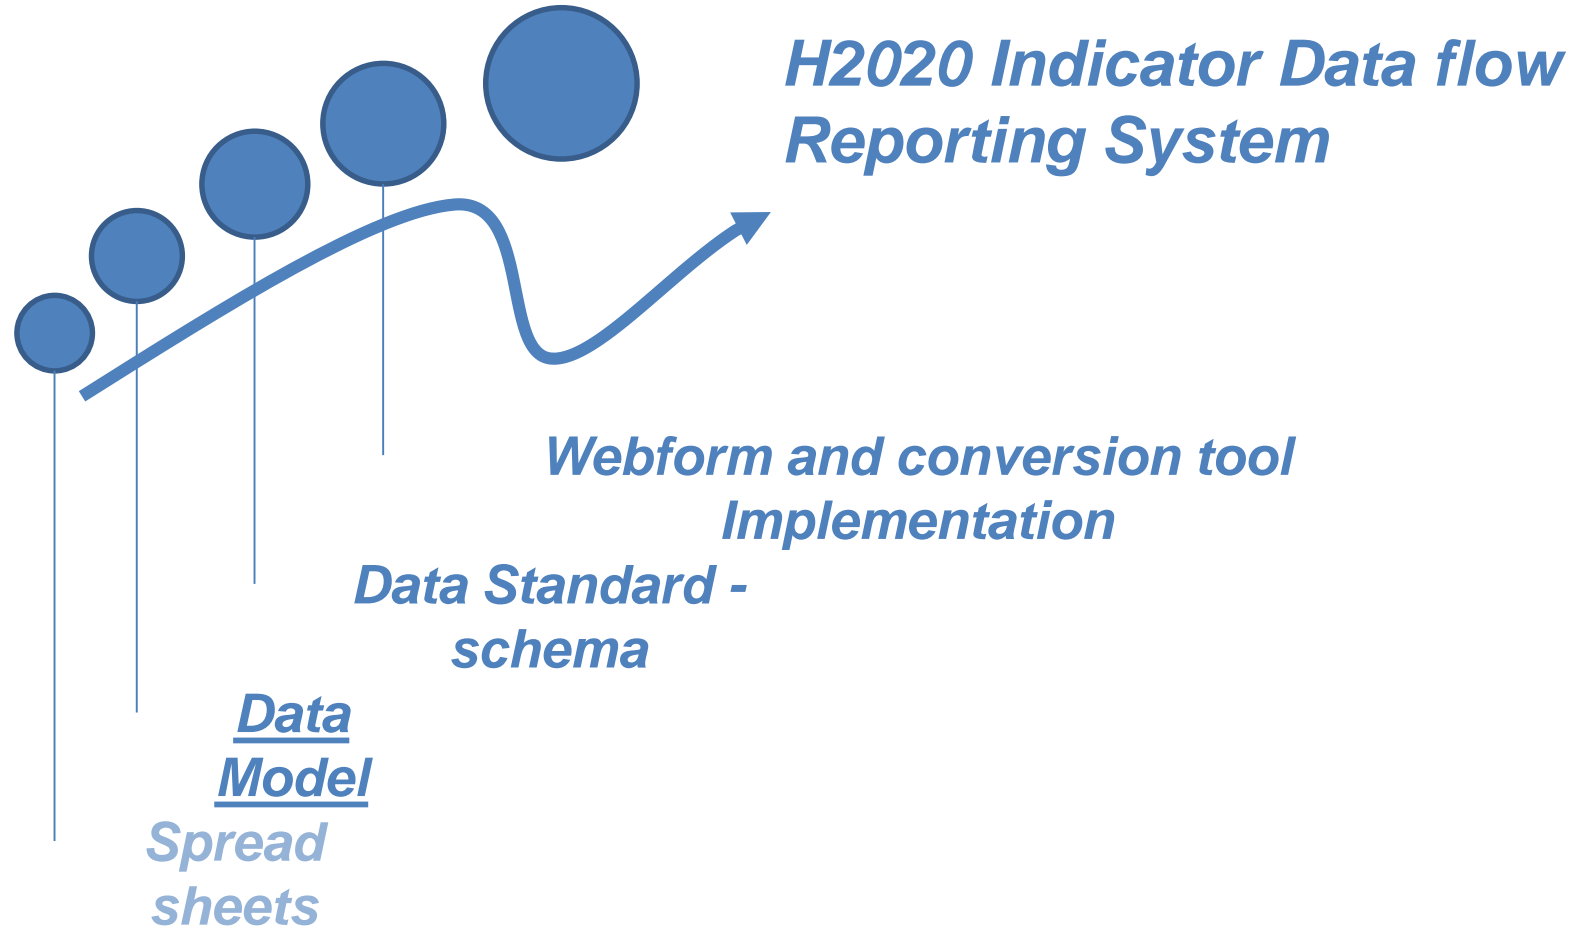 H2020 Indicator Data flow
Reporting System
Webform and conversion tool
Implementation
Data Standard -
schema
Data
Model
Spread
sheets